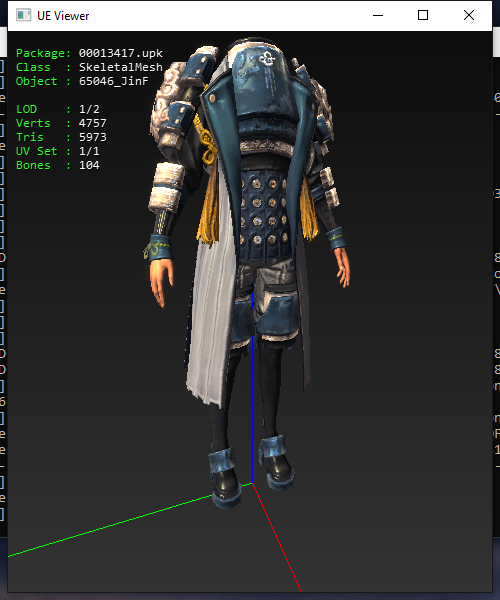 UE Viewer
Package: 00013417.upk
Class : SkeletalMesh
Object : 65046_JinF
LOD : 1/2
Verts : 4757
Tris : 5973
UV Set : 1/1
Bones : 104